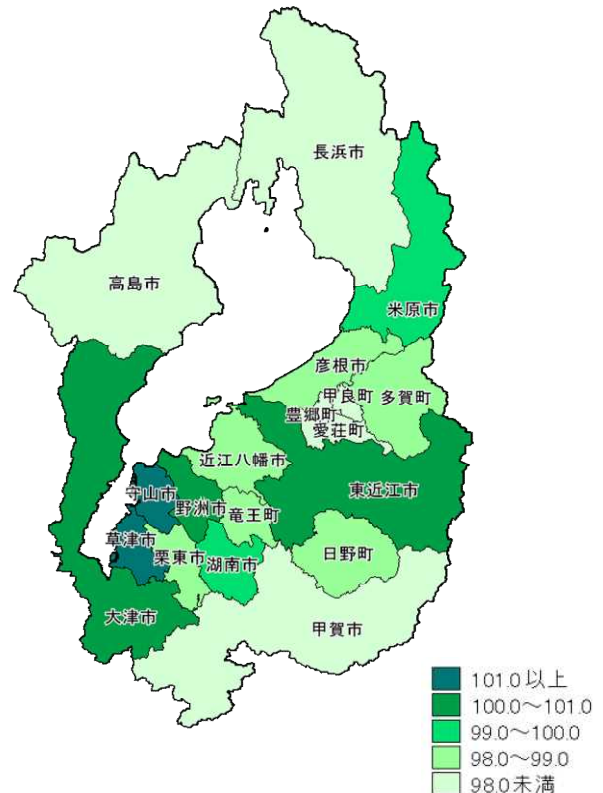 長浜市
高島市
米原市
彦根市
甲良町
多賀町
豊郷町
愛荘町
近江八幡市
東近江市
守山市
野洲市
竜王町
草津市
栗東市
湖南市
日野町
大津市
甲賀市
101.0以上
100.0～101.0
99.0～100.0
98.0～99.0
98.0未満